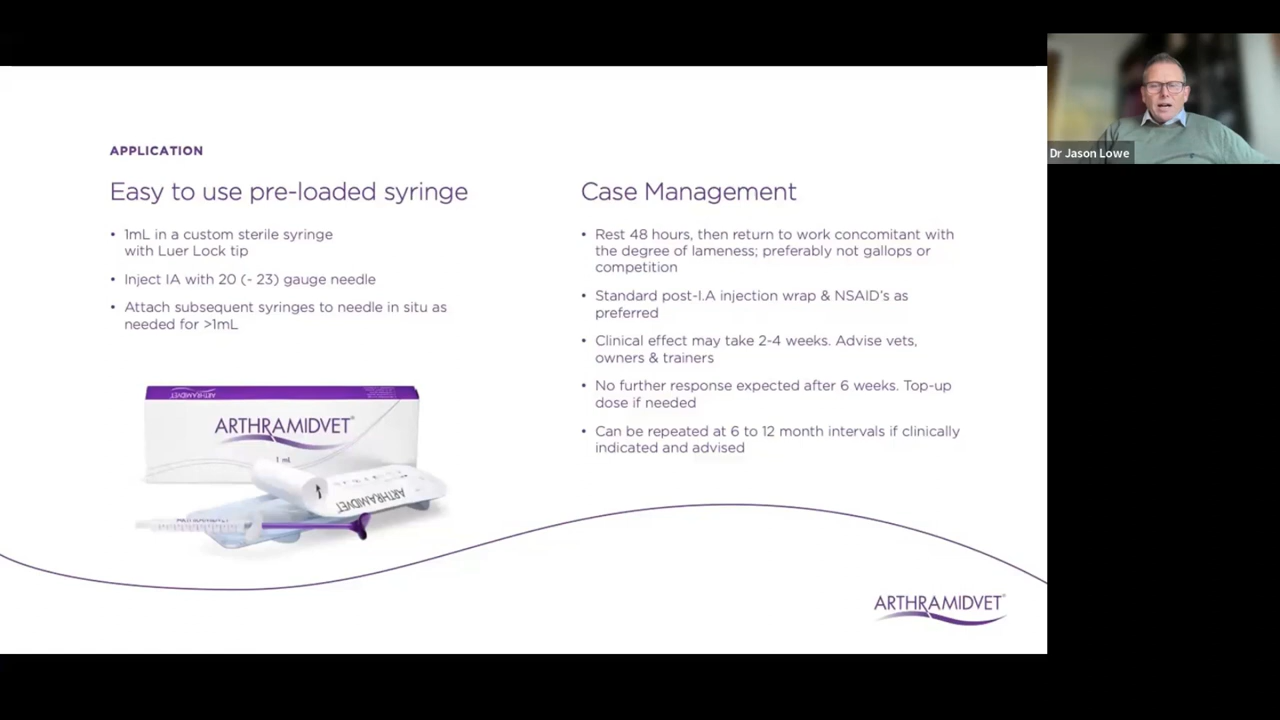 APPLICATION
Easy to use pre-loaded syringe
• 1mL in a custom sterile syringe
with Luer Lock tip
• Inject IA with 20 (- 23) gauge needle
• Attach subsequent syringes to needle in situ as
needed for >1mL
ARTHRAMIDVET
ARTHRAMIDVET®
1 mL
ARTHRAMIDVET
ARTHRAMIDVET
Case Management
• Rest 48 hours, then return to work concomitant with
the degree of lameness; preferably not gallops or
competition
• Standard post-I.A injection wrap & NSAID's as
preferred
• Clinical effect may take 2-4 weeks. Advise vets,
owners & trainers
• No further response expected after 6 weeks. Top-up
dose if needed
• Can be repeated at 6 to 12 month intervals if clinically
indicated and advised
ARTHRAMIDVET®
Dr Jason Lowe